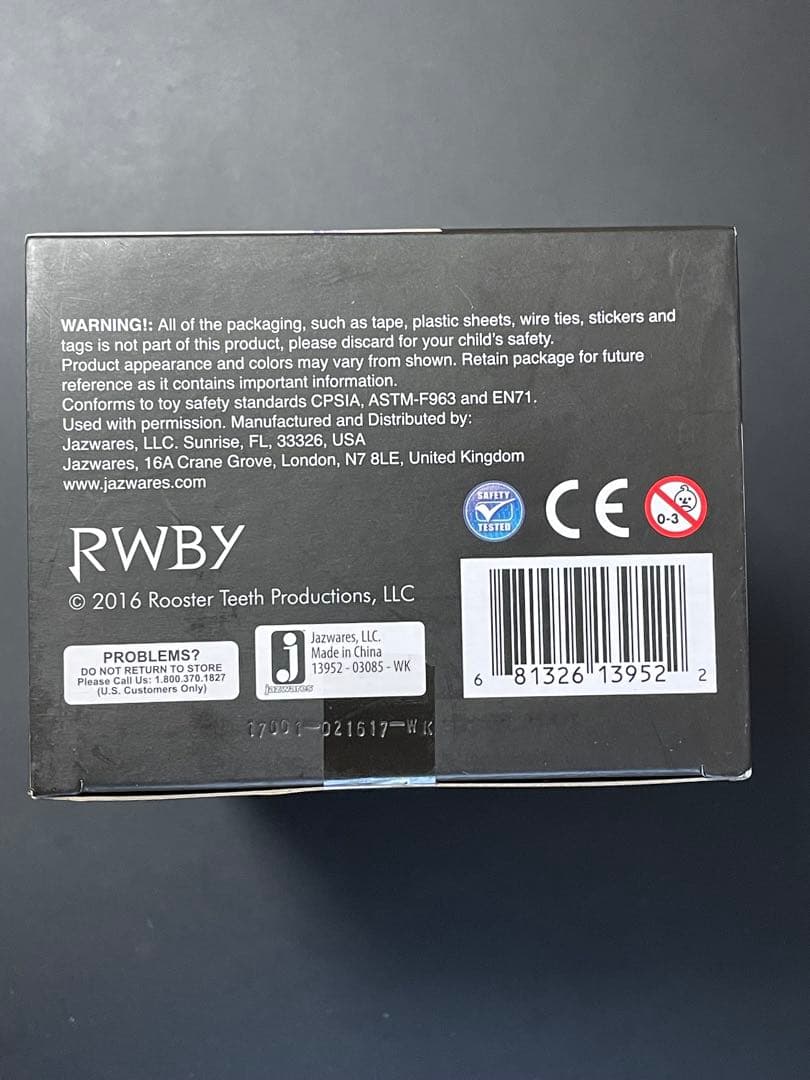 WARNING!: All of the packaging, such as tape, plastic sheets, wire ties, stickers and
tags is not part of this product, please discard for your child's safety.
Product appearance and colors may vary from shown. Retain package for future
reference as it contains important information.
Conforms to toy safety standards CPSIA, ASTM-F963 and EN71.
Used with permission. Manufactured and Distributed by:
Jazwares, LLC. Sunrise, FL, 33326, USA
Jazwares, 16A Crane Grove, London, N7 8LE, United Kingdom
www.jazwares.com
SAFETY
TESTED
CE
0-3
RWBY
© 2016 Rooster Teeth Productions, LLC
PROBLEMS?
DO NOT RETURN TO STORE
Please Call Us: 1.800.370.1827
(U.S. Customers Only)
j
jazwares
Jazwares, LLC.
Made in China
13952 - 03085 - WK
6 81326 13952 2
17001-021617-WK